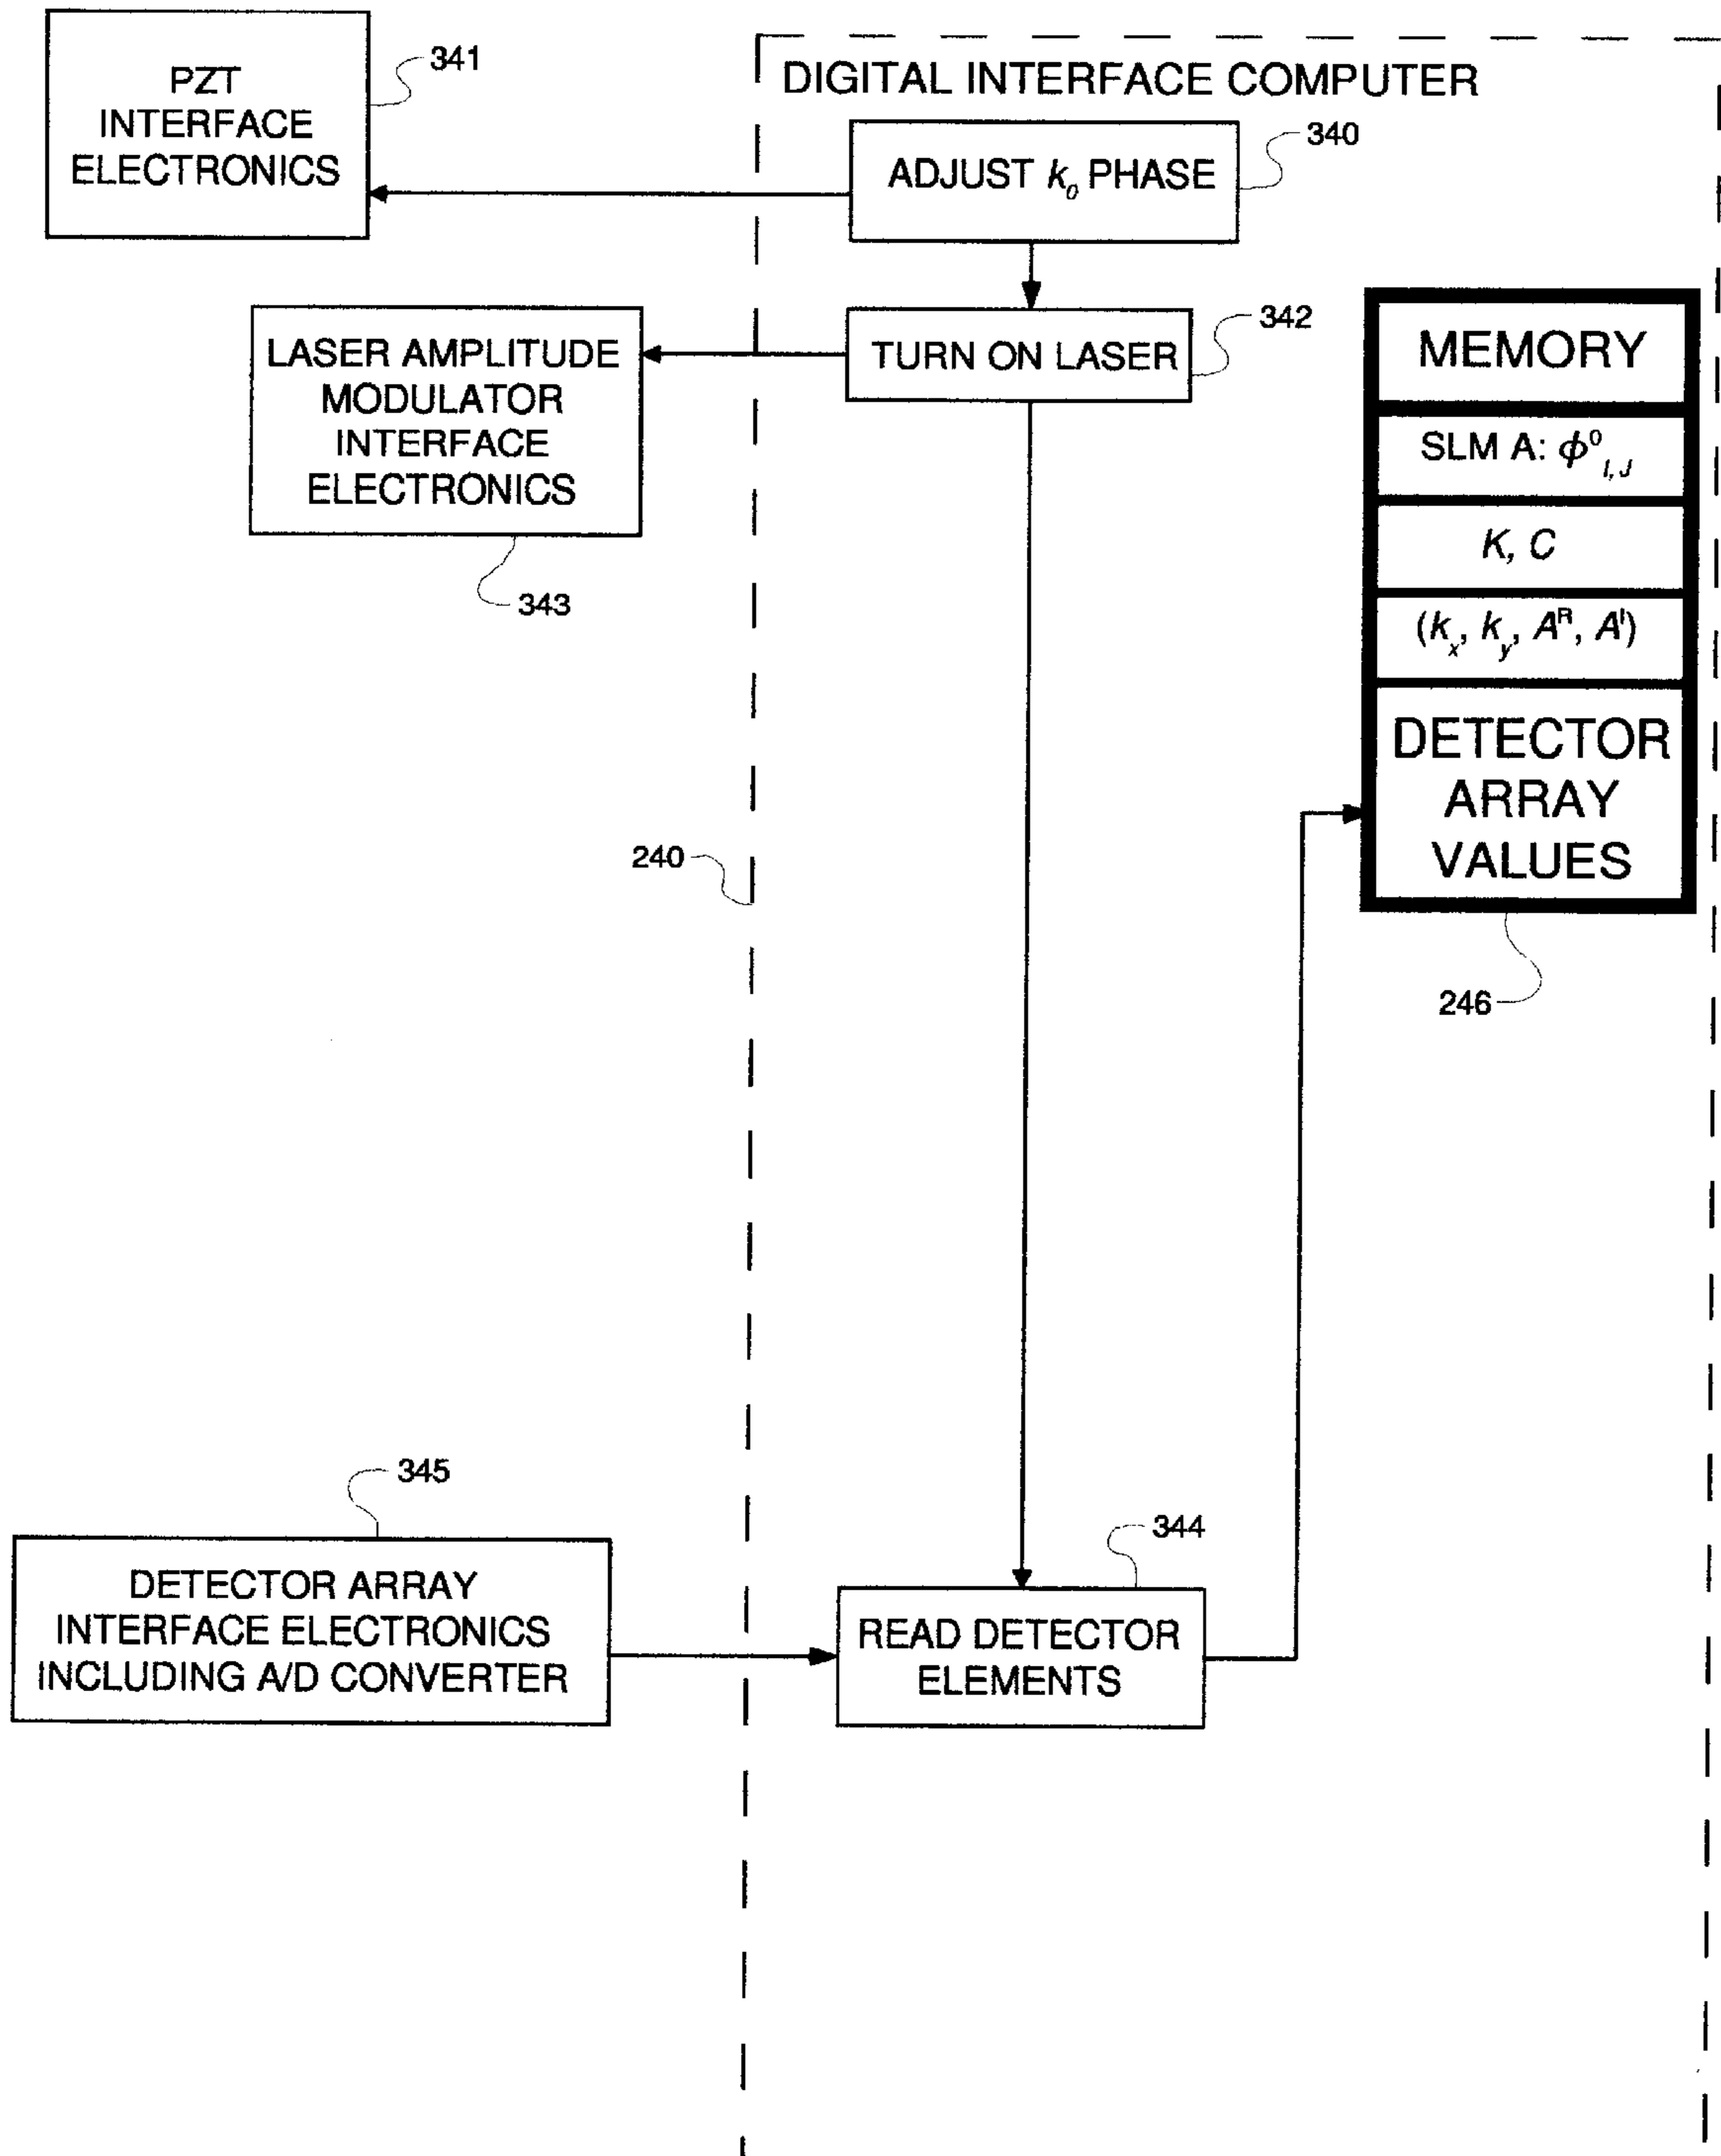 PZT
INTERFACE
ELECTRONICS
341
DIGITAL INTERFACE COMPUTER
ADJUST k₀ PHASE
340
TURN ON LASER
342
LASER AMPLITUDE
MODULATOR
INTERFACE
ELECTRONICS
343
MEMORY
SLM A: ϕ⁰ I, J
K, C
(kₓ, k_y, Aᴿ, Aᴵ)
DETECTOR
ARRAY
VALUES
240
246
345
DETECTOR ARRAY
INTERFACE ELECTRONICS
INCLUDING A/D CONVERTER
344
READ DETECTOR
ELEMENTS